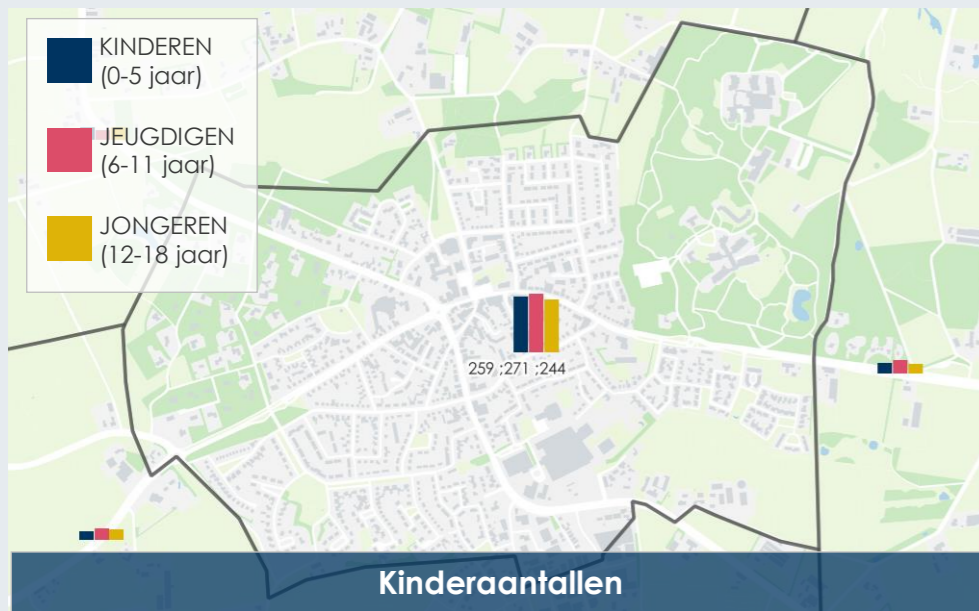 KINDEREN
(0-5 jaar)
JEUGDIGEN
(6-11 jaar)
JONGEREN
(12-18 jaar)
259 ;271 ;244
Kinderaantallen